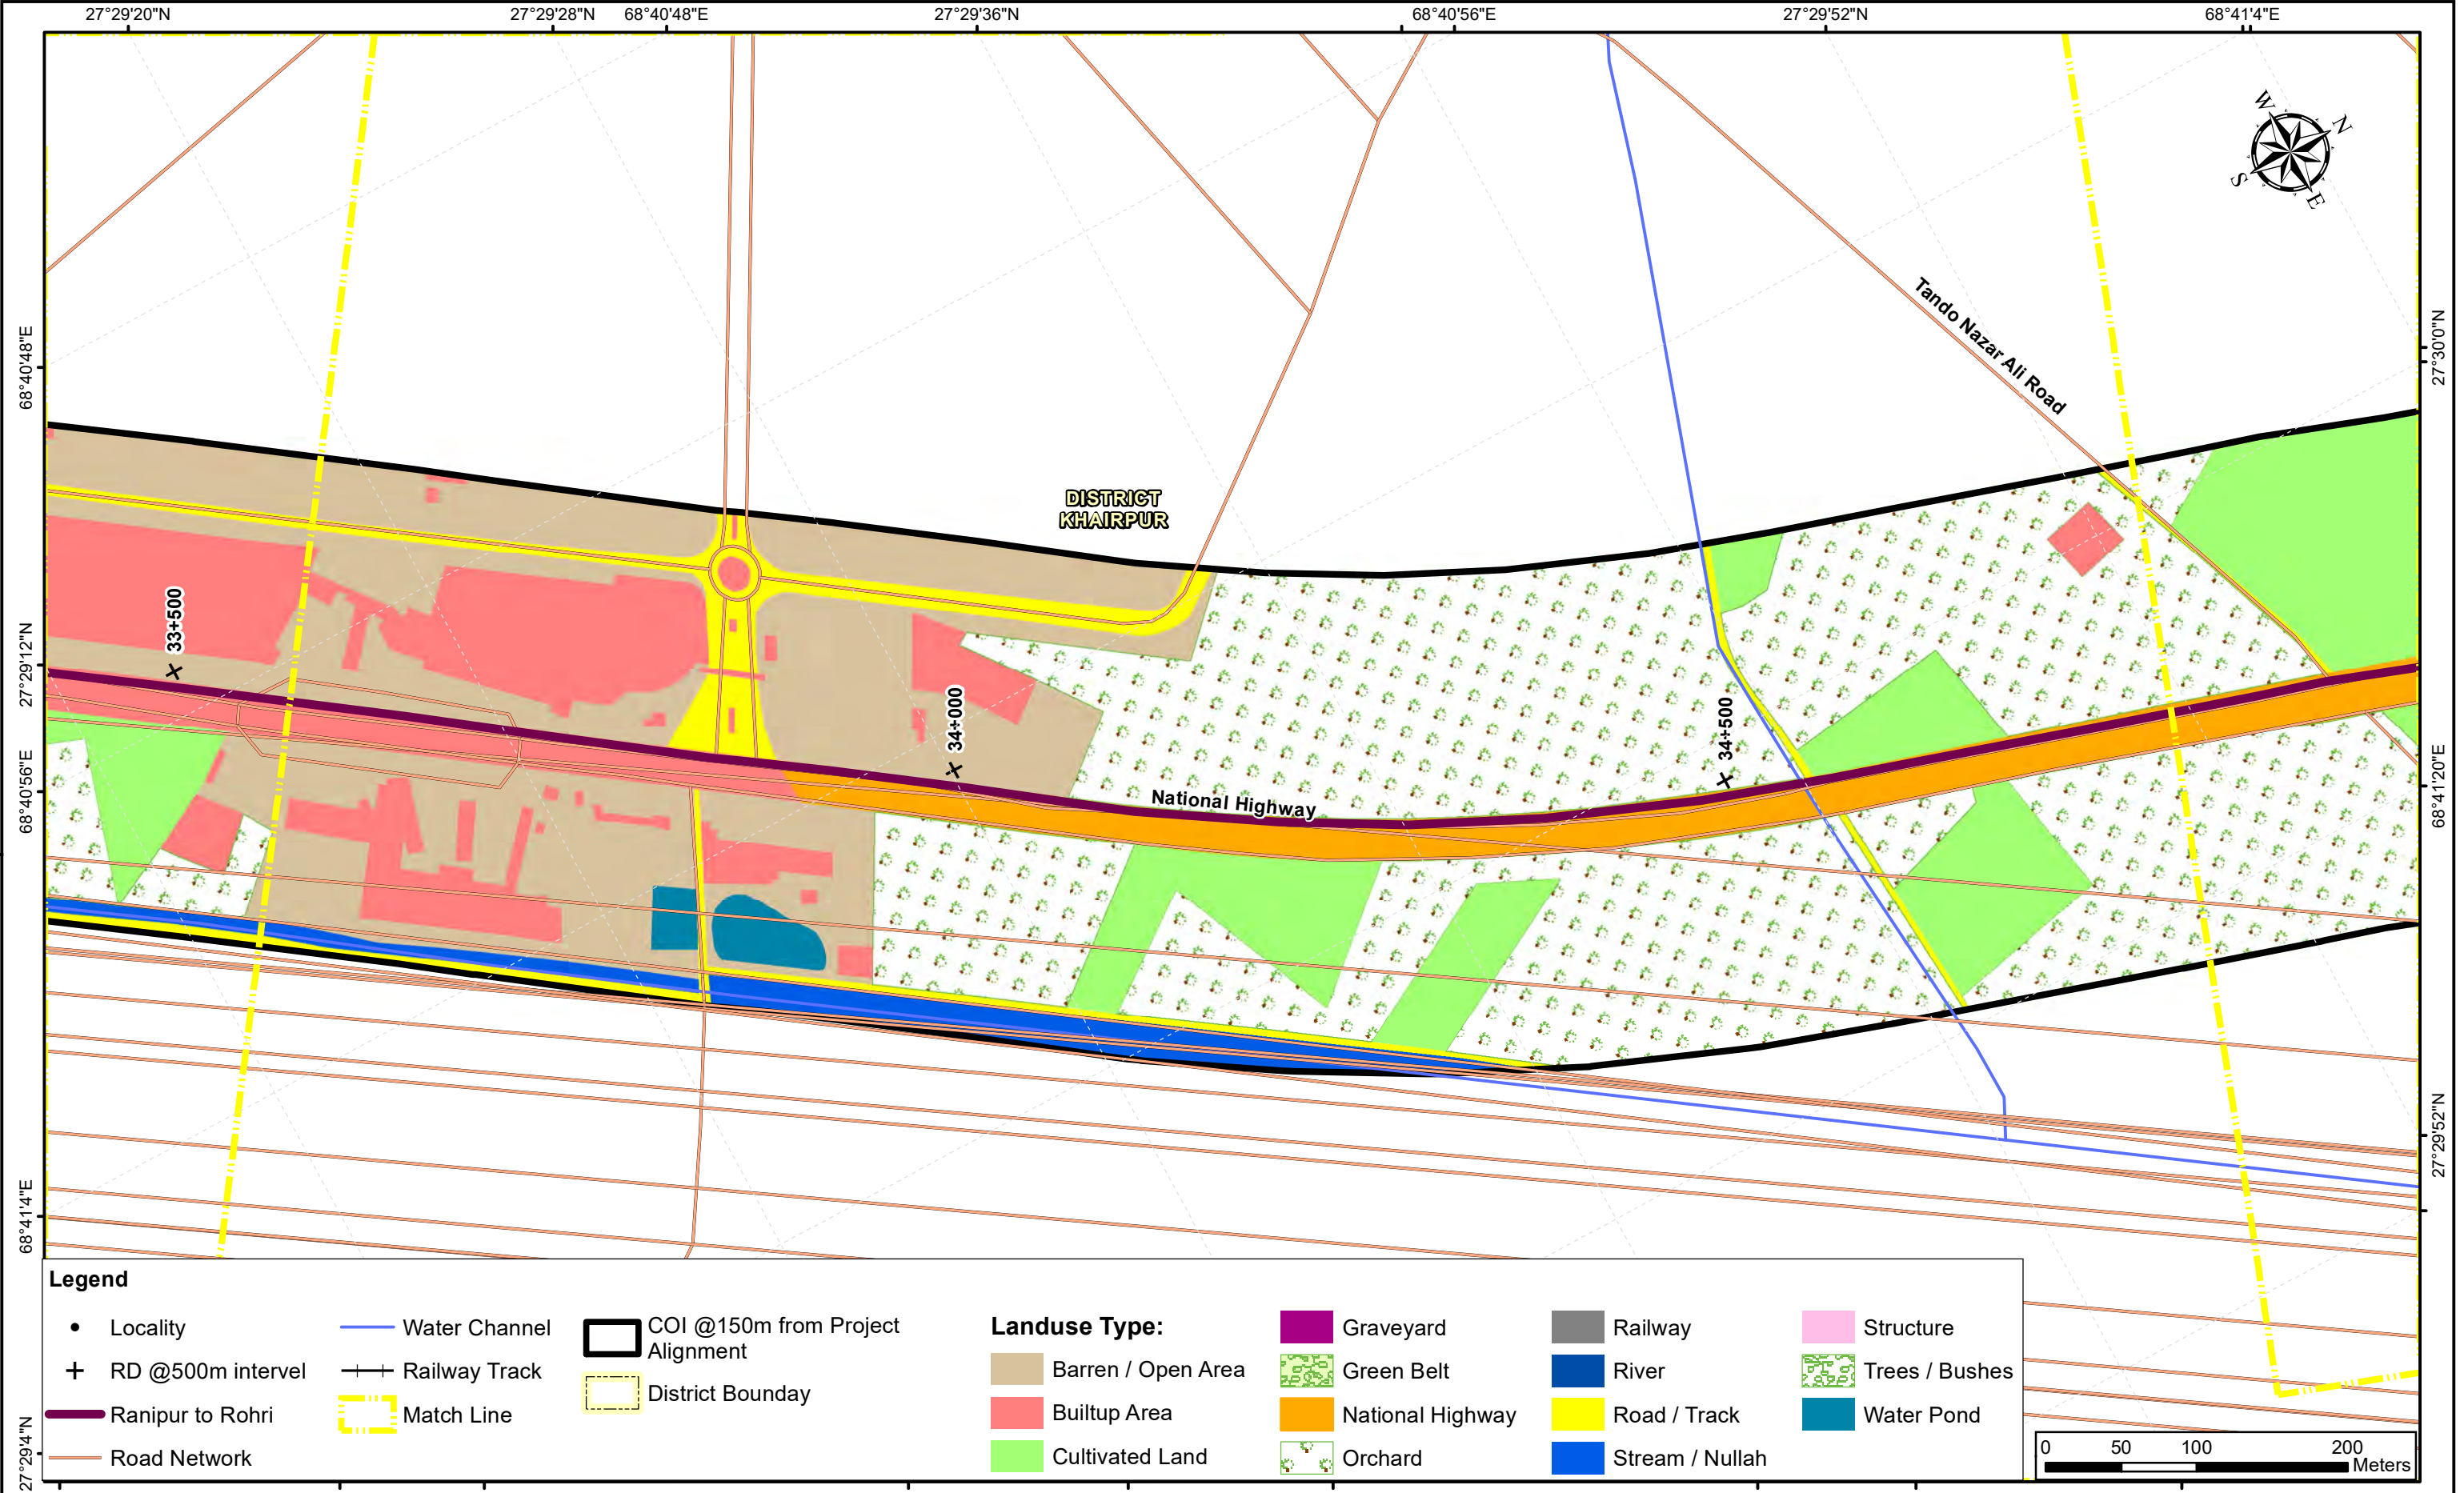 27°29'20"N
27°29'28"N
68°40'48"E
27°29'36"N
68°40'56"E
27°29'52"N
68°41'4"E
W
N
S
E
68°40'48"E
27°30'0"N
Tando Nazar Ali Road
DISTRICT
KHAIRPUR
33+500
27°29'12"N
34+000
34+500
National Highway
68°40'56"E
68°41'20"E
27°29'52"N
68°41'4"E
27°29'4"N
Legend
Locality
RD @500m intervel
Ranipur to Rohri
Road Network
Water Channel
Railway Track
Match Line
COI @150m from Project
Alignment
District Bounday
Landuse Type:
Barren / Open Area
Builtup Area
Cultivated Land
Graveyard
Green Belt
National Highway
Orchard
Railway
River
Road / Track
Stream / Nullah
Structure
Trees / Bushes
Water Pond
0 50 100 200
Meters